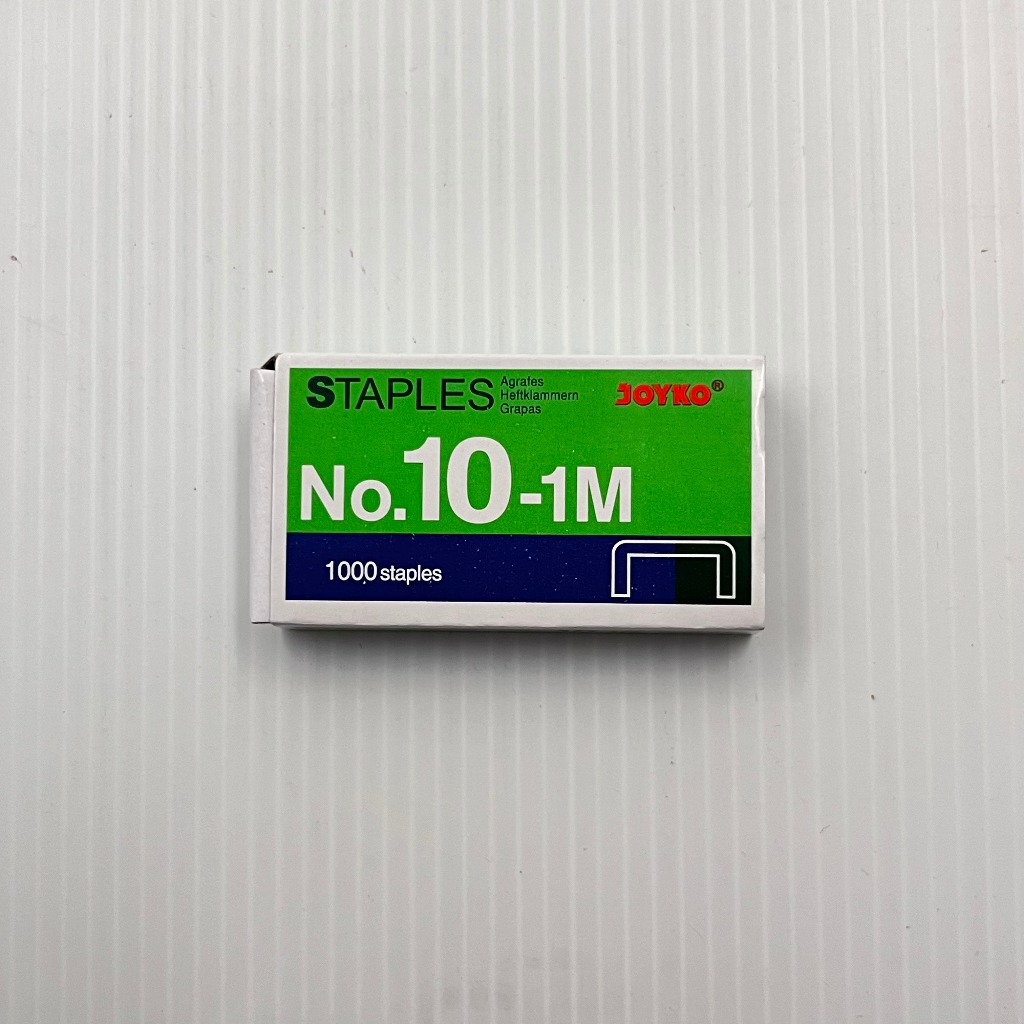 STAPLES
Agrafes
Heftklammern
Grapas
JOYKO®
No.10-1M
1000 staples